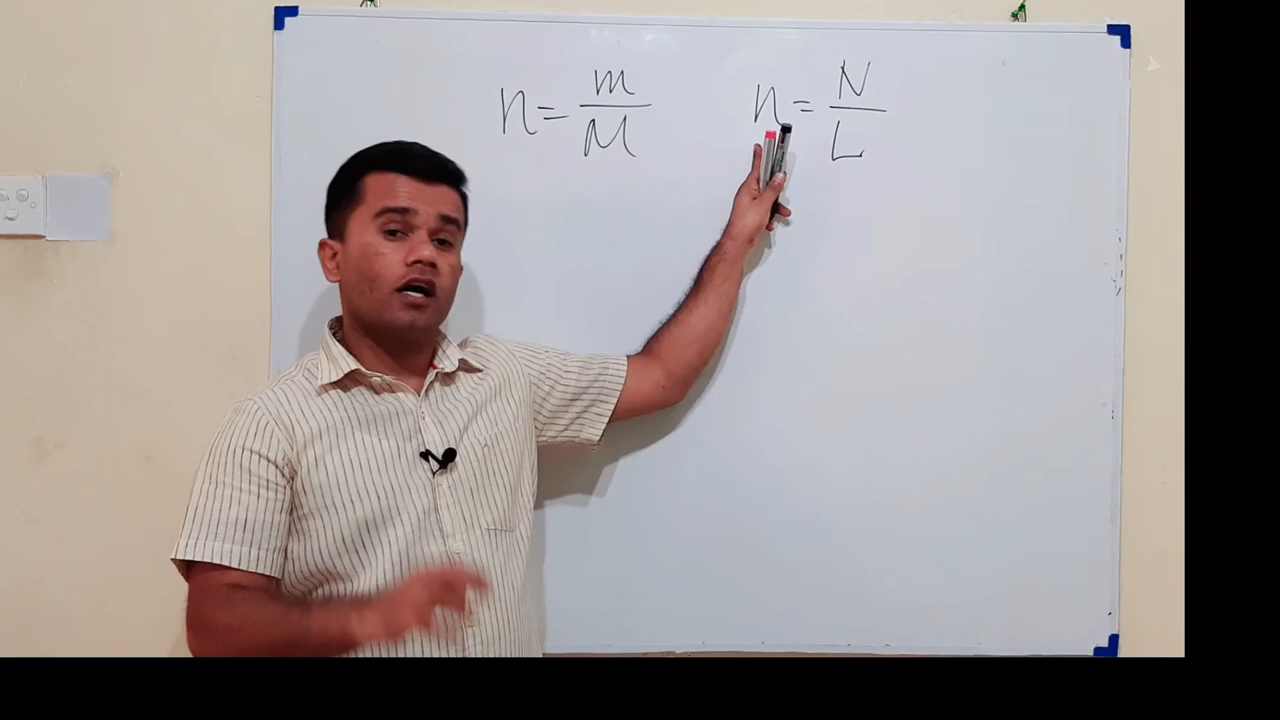 n = m/M
n = N/L